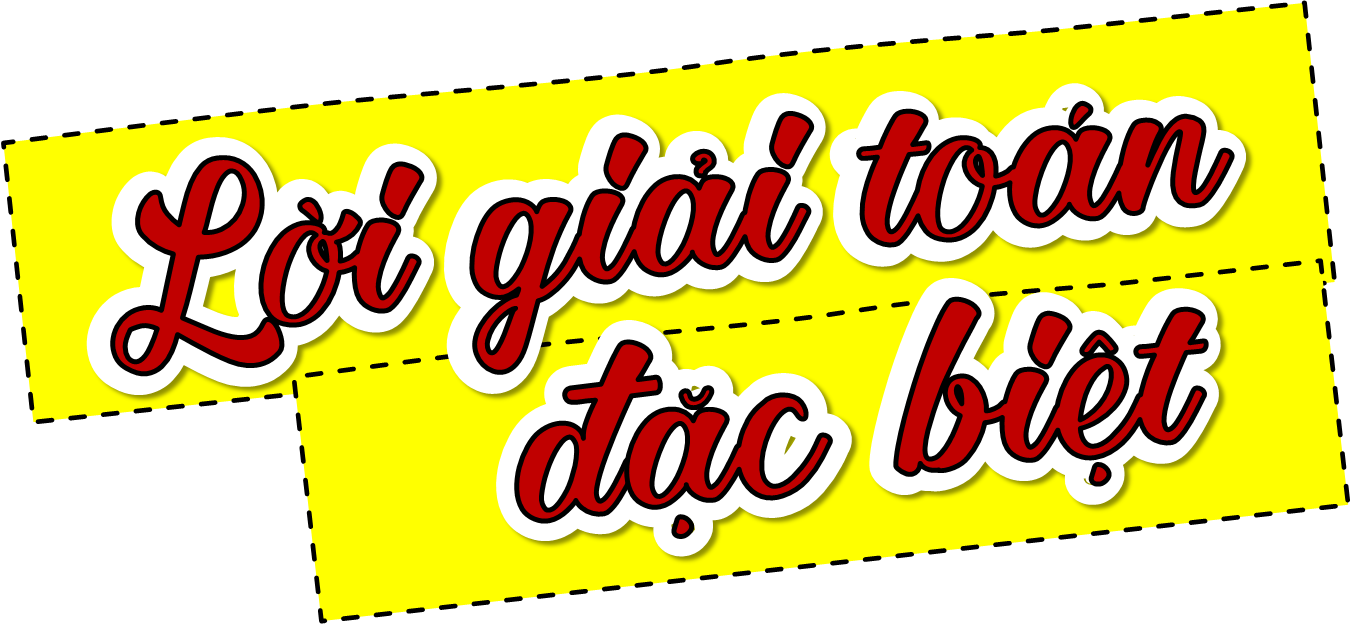 Lời giải toán
đặc biệt